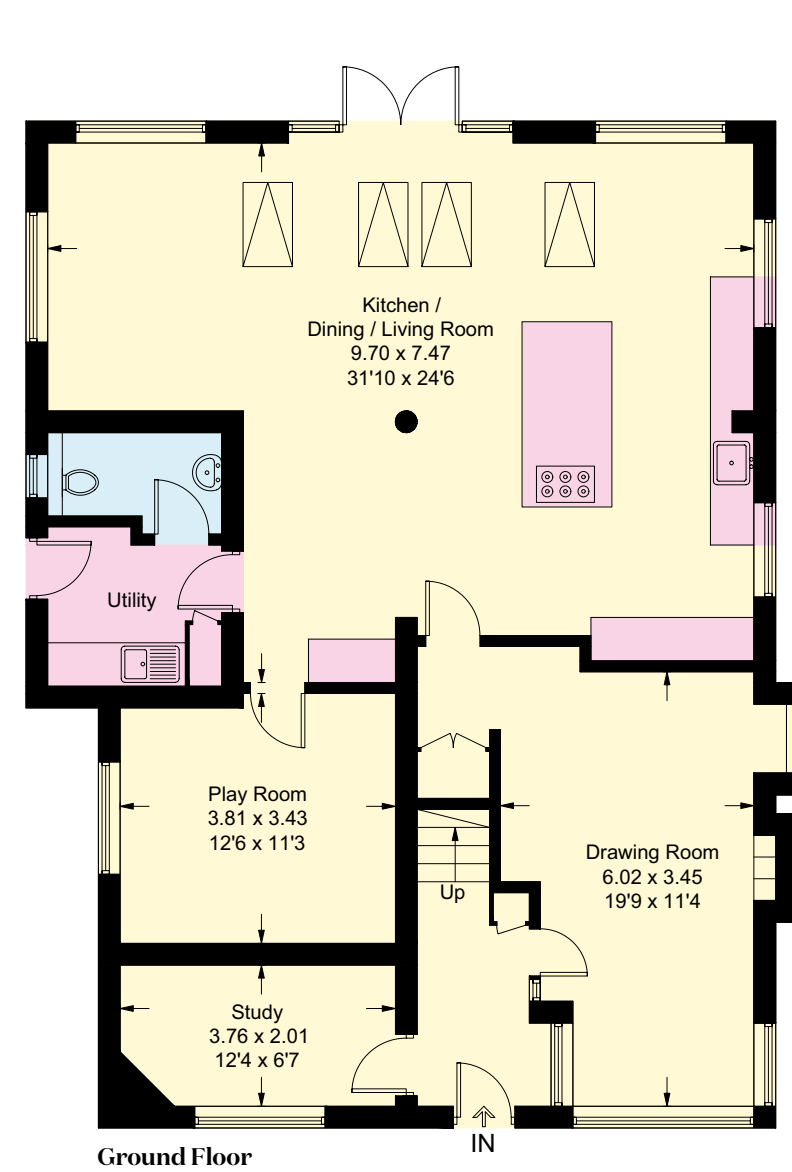 Kitchen /
Dining / Living Room
9.70 x 7.47
31'10 x 24'6
Utility
Play Room
3.81 x 3.43
12'6 x 11'3
Drawing Room
6.02 x 3.45
19'9 x 11'4
Up
Study
3.76 x 2.01
12'4 x 6'7
IN
Ground Floor